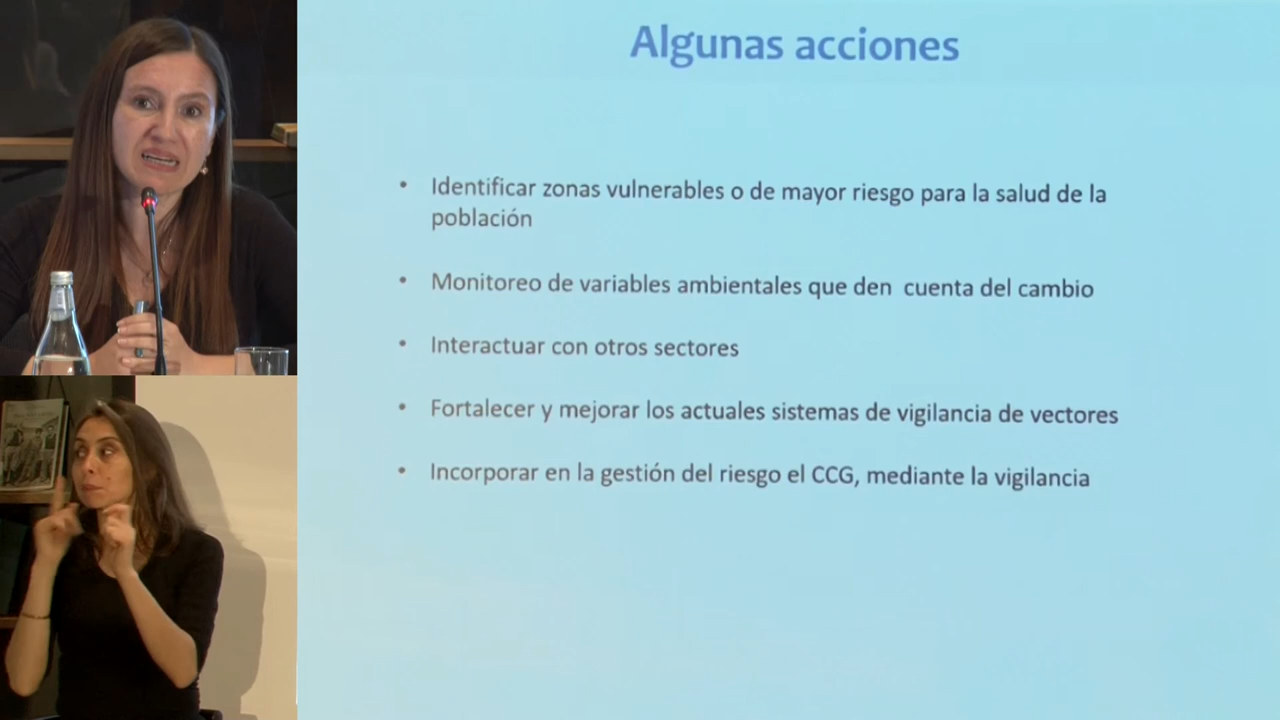 Algunas acciones
• Identificar zonas vulnerables o de mayor riesgo para la salud de la
población
• Monitoreo de variables ambientales que den cuenta del cambio
• Interactuar con otros sectores
• Fortalecer y mejorar los actuales sistemas de vigilancia de vectores
• Incorporar en la gestión del riesgo el CCG, mediante la vigilancia